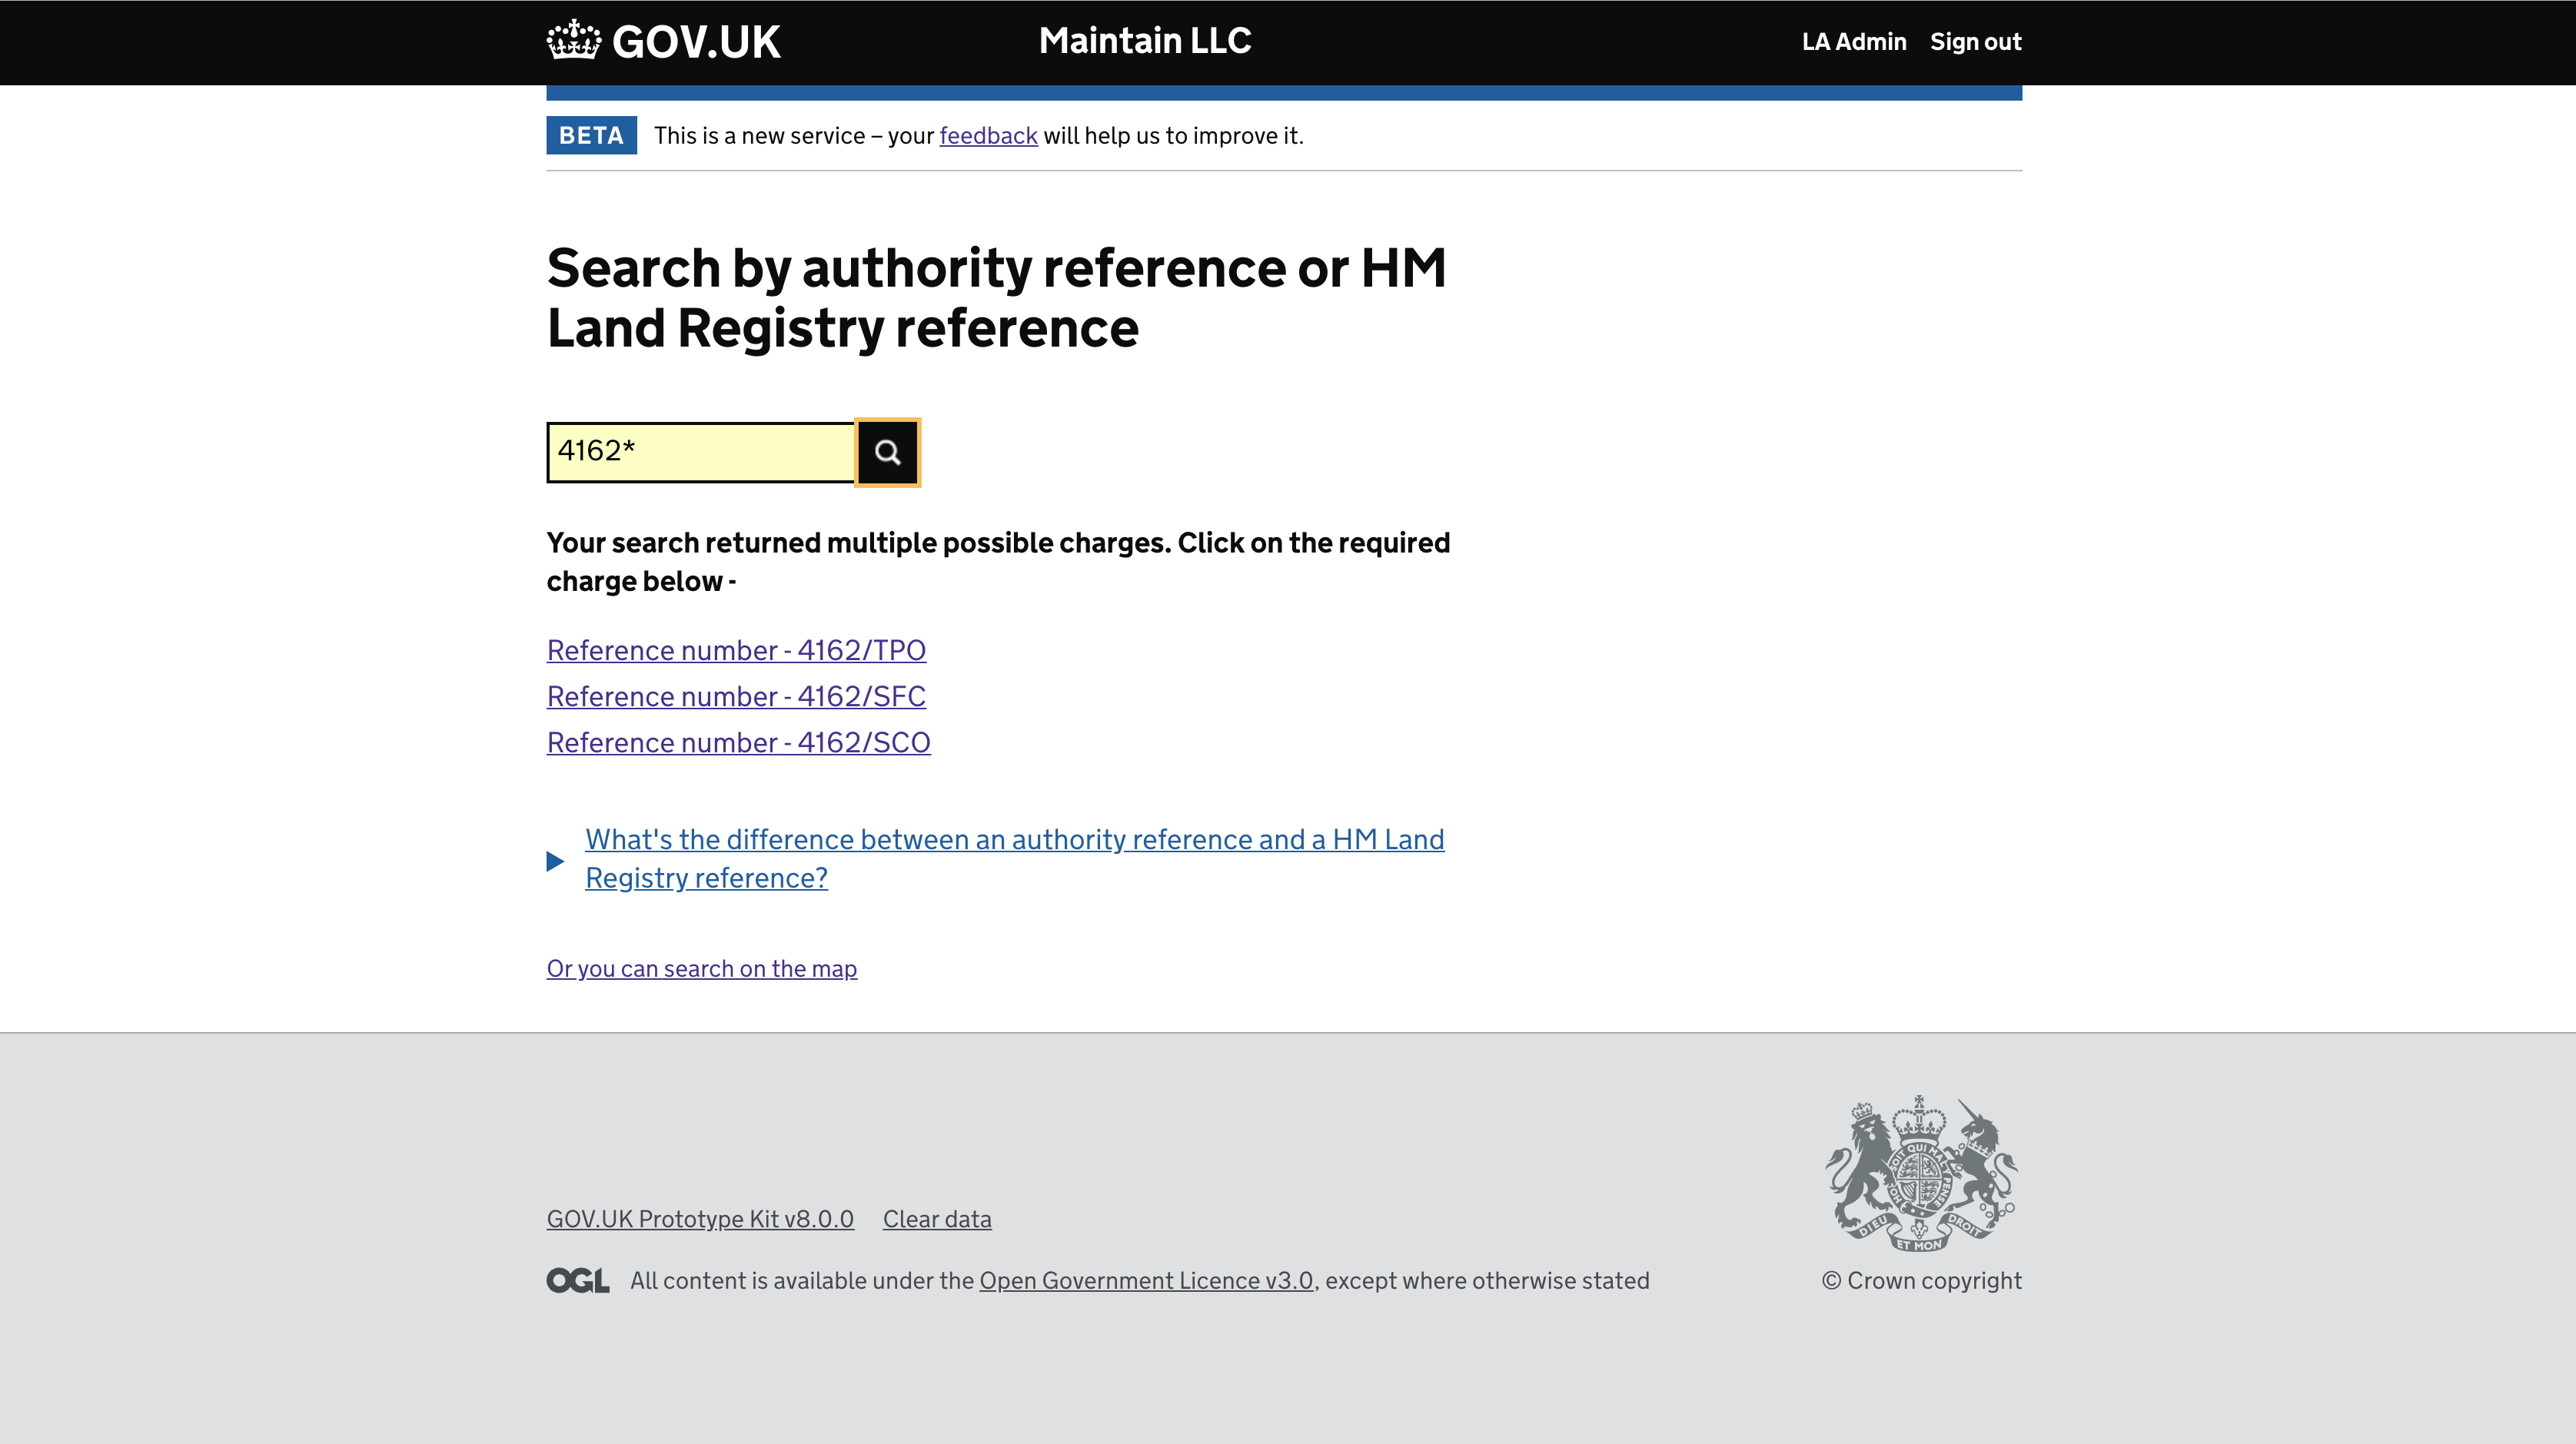 GOV.UK Maintain LLC LA Admin Sign out
BETA This is a new service – your feedback will help us to improve it.
Search by authority reference or HM
Land Registry reference
4162*
Your search returned multiple possible charges. Click on the required
charge below -
Reference number - 4162/TPO
Reference number - 4162/SFC
Reference number - 4162/SCO
What's the difference between an authority reference and a HM Land
Registry reference?
Or you can search on the map
GOV.UK Prototype Kit v8.0.0 Clear data
DIEU ET MON DROIT
OGL All content is available under the Open Government Licence v3.0, except where otherwise stated
© Crown copyright